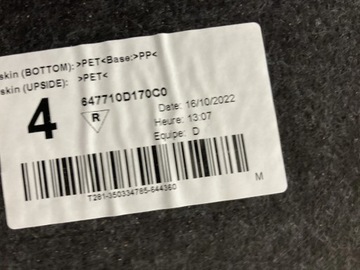 skin (BOTTOM): >PET<Base:>PP<
skin (UPSIDE): >PET<
4
647710D170C0
R
Date: 16/10/2022
Heure: 13:07
Equipe: D
T281-350334785-644360
M